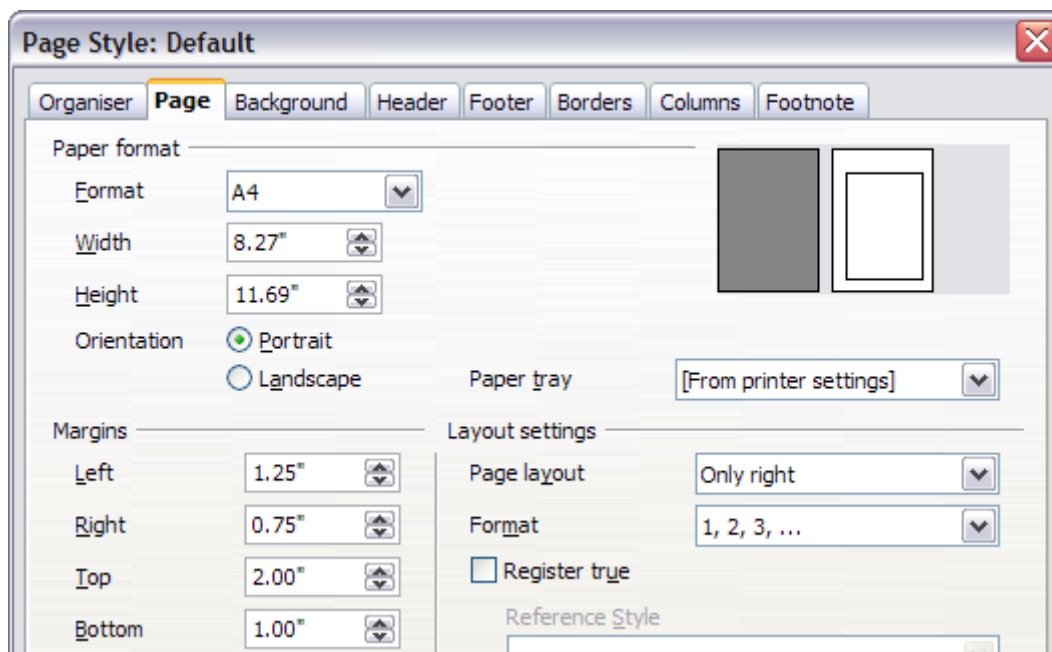 Page Style: Default
Organiser Page Background Header Footer Borders Columns Footnote
Paper format
Format A4
Width 8.27"
Height 11.69"
Orientation Portrait
Landscape Paper tray [From printer settings]
Margins Layout settings
Left 1.25" Page layout Only right
Right 0.75" Format 1, 2, 3, ...
Top 2.00" Register true
Bottom 1.00" Reference Style